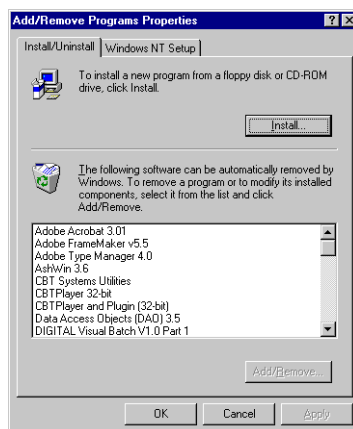 Add/Remove Programs Properties
Install/Uninstall
Windows NT Setup
To install a new program from a floppy disk or CD-ROM
drive, click Install.
Install...
The following software can be automatically removed by
Windows. To remove a program or to modify its installed
components, select it from the list and click
Add/Remove.
Adobe Acrobat 3.01
Adobe FrameMaker v5.5
Adobe Type Manager 4.0
AshWin 3.6
CBT Systems Utilities
CBTPlayer 32-bit
CBTPlayer and Plugin (32-bit)
Data Access Objects (DAO) 3.5
DIGITAL Visual Batch V1.0 Part 1
Add/Remove...
OK
Cancel
Apply